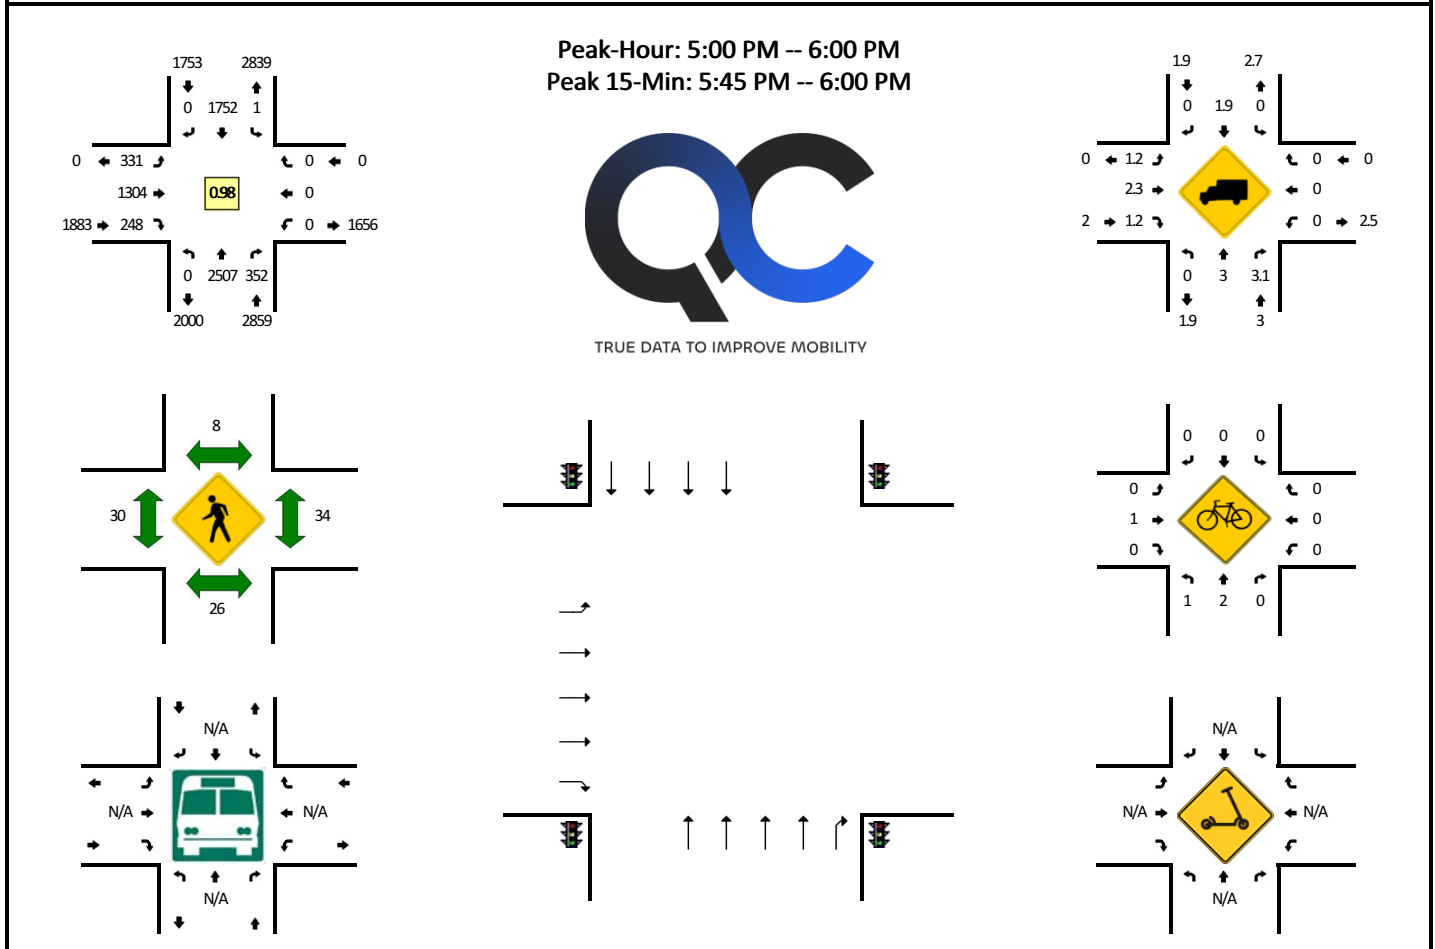 Peak-Hour: 5:00 PM -- 6:00 PM
Peak 15-Min: 5:45 PM -- 6:00 PM
1753 2839
0 1752 1
0 331 0 0
1304 0.98 0
1883 248 0 1656
0 2507 352
2000 2859
QC
TRUE DATA TO IMPROVE MOBILITY
1.9 2.7
0 1.9 0
0 1.2 0 0
2.3 0
2 1.2 0 2.5
0 3 3.1
1.9 3
8
30 34
26
0 0 0
0 0
1 0
0 0
1 2 0
N/A
N/A N/A
N/A
N/A
N/A N/A
N/A